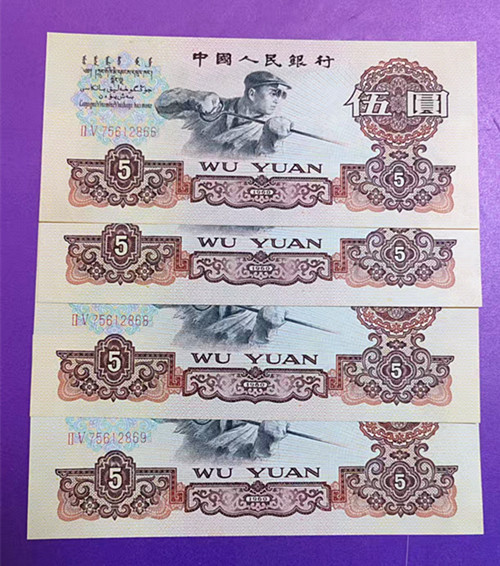 中國人民銀行
伍圓
II V 75612866
5
WU YUAN
1960
5
5
WU YUAN
1960
5
II V 75612868
5
WU YUAN
1960
5
II V 75612869
5
WU YUAN
1960
5